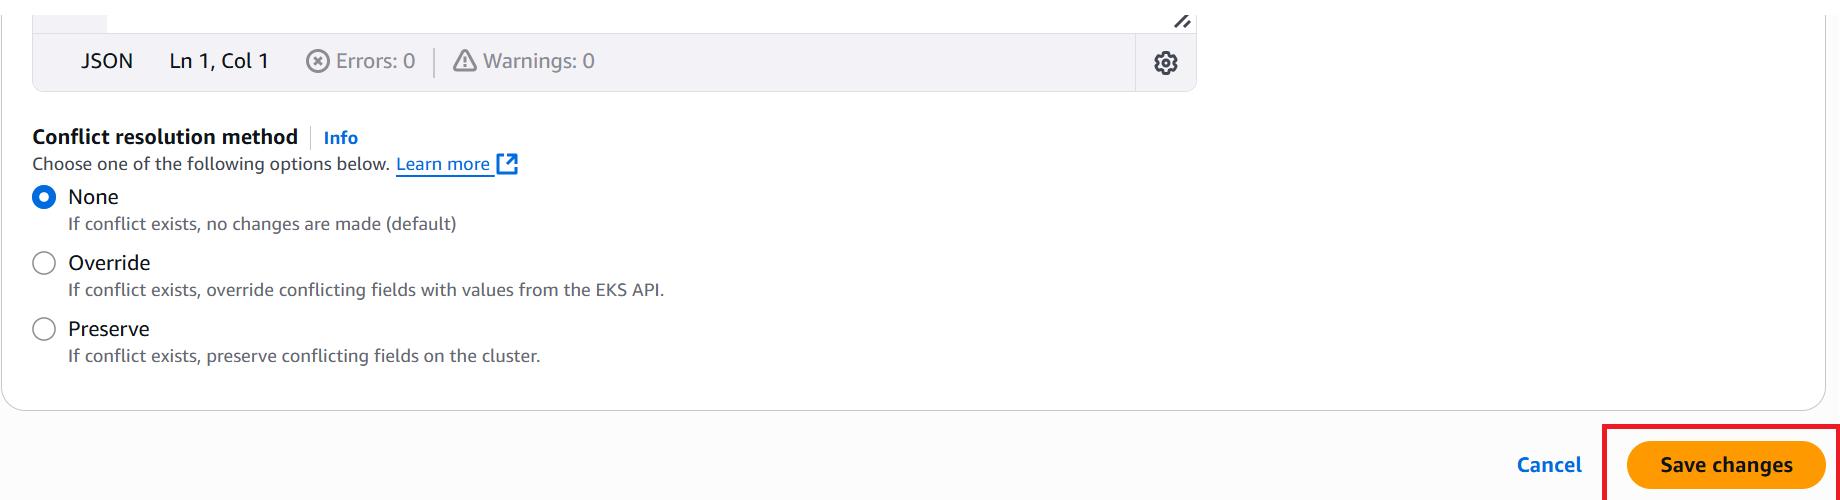 JSON Ln 1, Col 1 Errors: 0 Warnings: 0
Conflict resolution method Info
Choose one of the following options below. Learn more
None
If conflict exists, no changes are made (default)
Override
If conflict exists, override conflicting fields with values from the EKS API.
Preserve
If conflict exists, preserve conflicting fields on the cluster.
Cancel Save changes